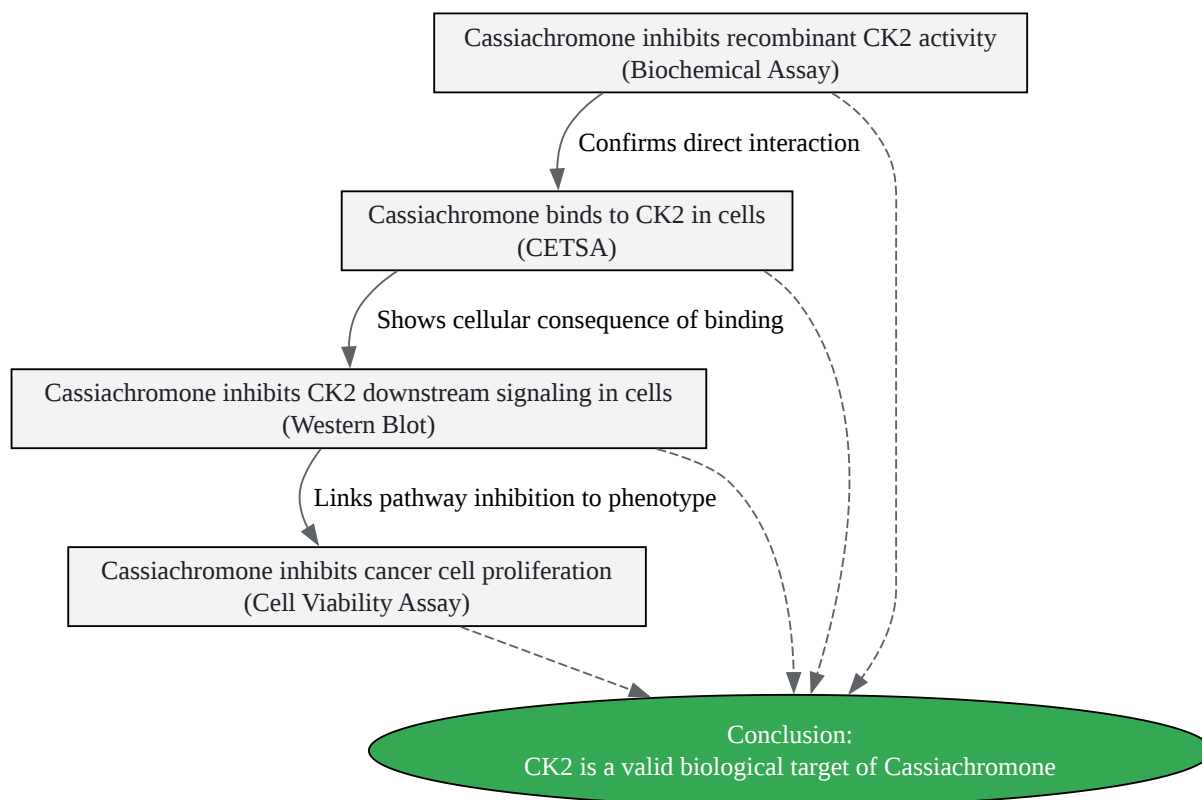 Cassiachromone inhibits recombinant CK2 activity
(Biochemical Assay)
Confirms direct interaction
Cassiachromone binds to CK2 in cells
(CETSA)
Shows cellular consequence of binding
Cassiachromone inhibits CK2 downstream signaling in cells
(Western Blot)
Links pathway inhibition to phenotype
Cassiachromone inhibits cancer cell proliferation
(Cell Viability Assay)
Conclusion:
CK2 is a valid biological target of Cassiachromone